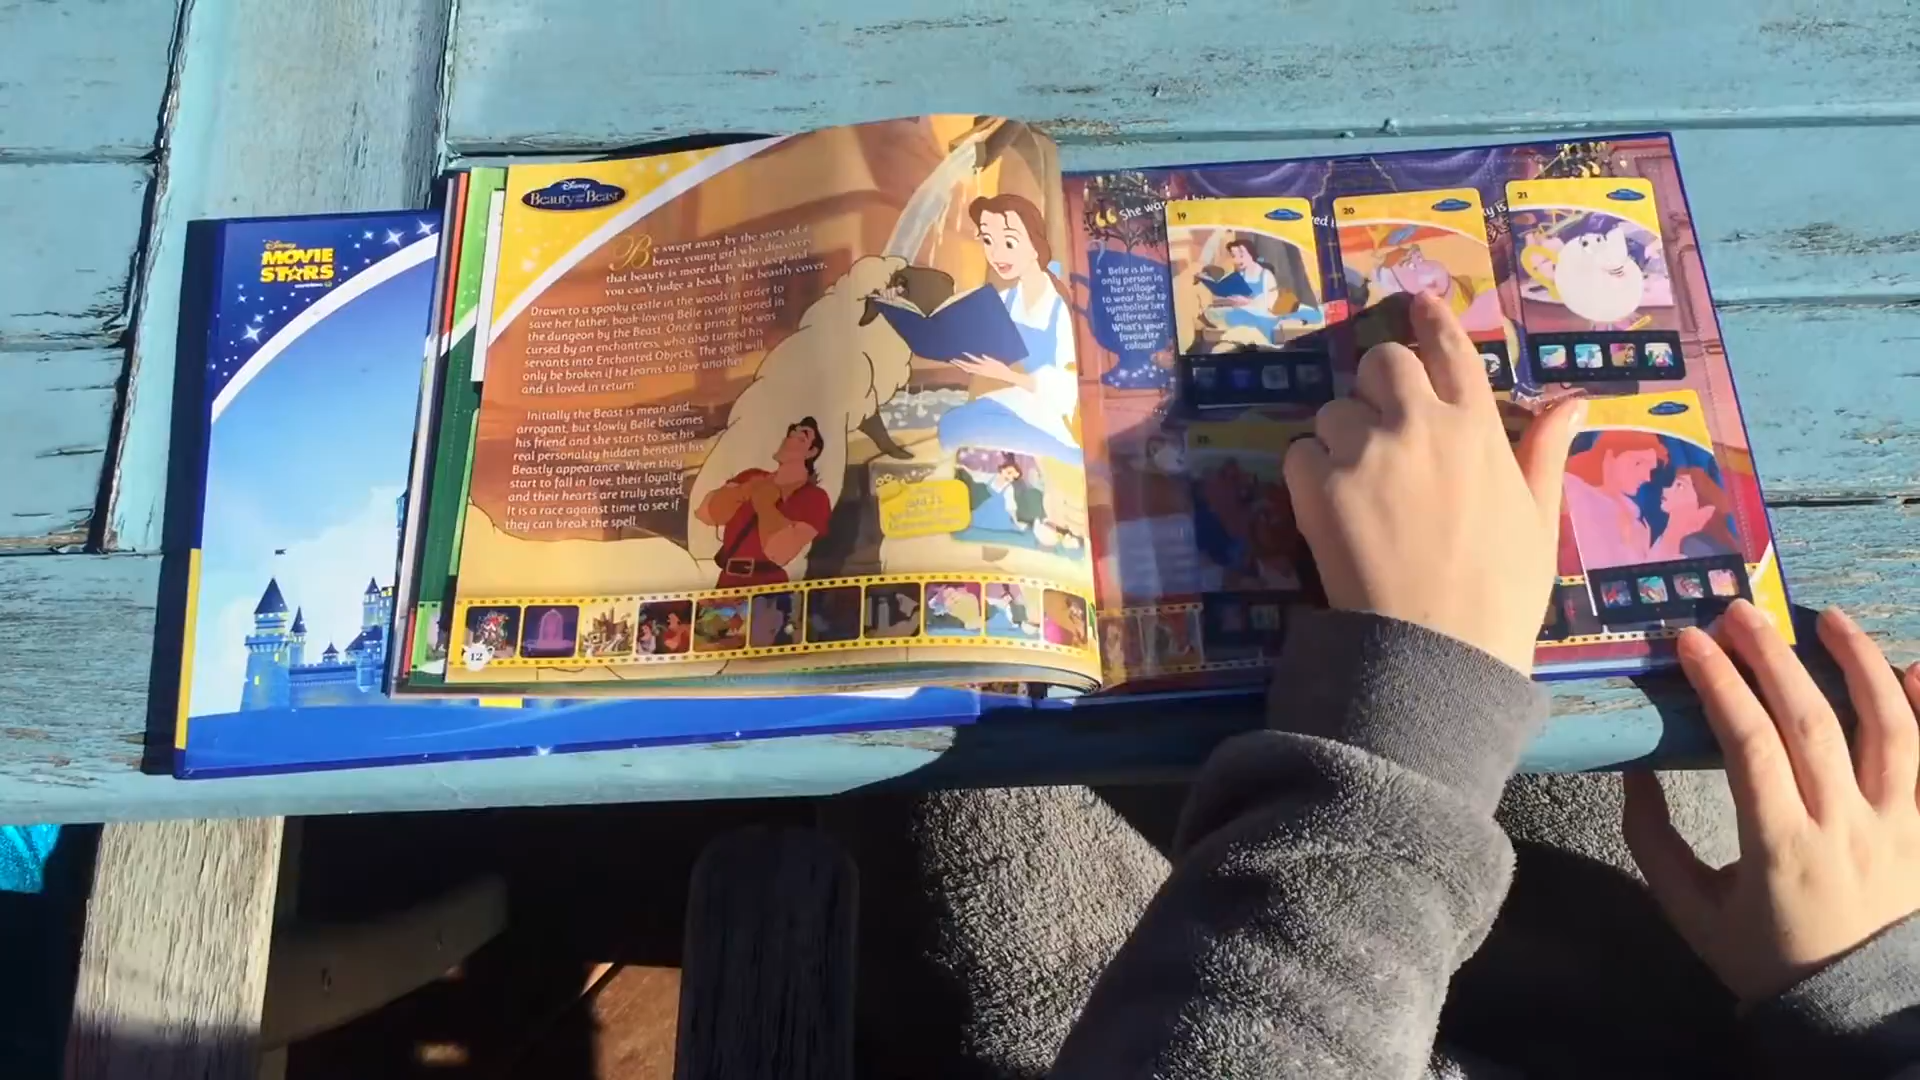 Disney
MOVIE
STARS
Disney
Beauty and the Beast
Be swept away by the story of a
brave young girl who discovers
that beauty is more than skin deep and
you can't judge a book by its beastly cover.
Drawn to a spooky castle in the woods in order to
save her father, book-loving Belle is imprisoned in
the dungeon by the Beast. Once a prince, he was
cursed by an enchantress, who also turned his
servants into Enchanted Objects. The spell will
only be broken if he learns to love another
and is loved in return.
Initially the Beast is mean and
arrogant, but slowly Belle becomes
his friend and she starts to see his
real personality hidden beneath his
Beastly appearance. When they
start to fall in love, their loyalty
and their hearts are truly tested.
It is a race against time to see if
they can break the spell.
12
“ She
Belle is the
only person in
her village
to wear blue to
symbolise her
difference.
What's your
favourite
colour?
19
20
21